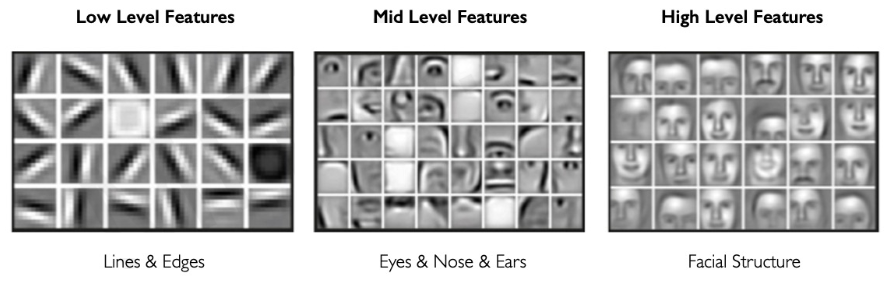 Low Level Features
Mid Level Features
High Level Features
Lines & Edges
Eyes & Nose & Ears
Facial Structure